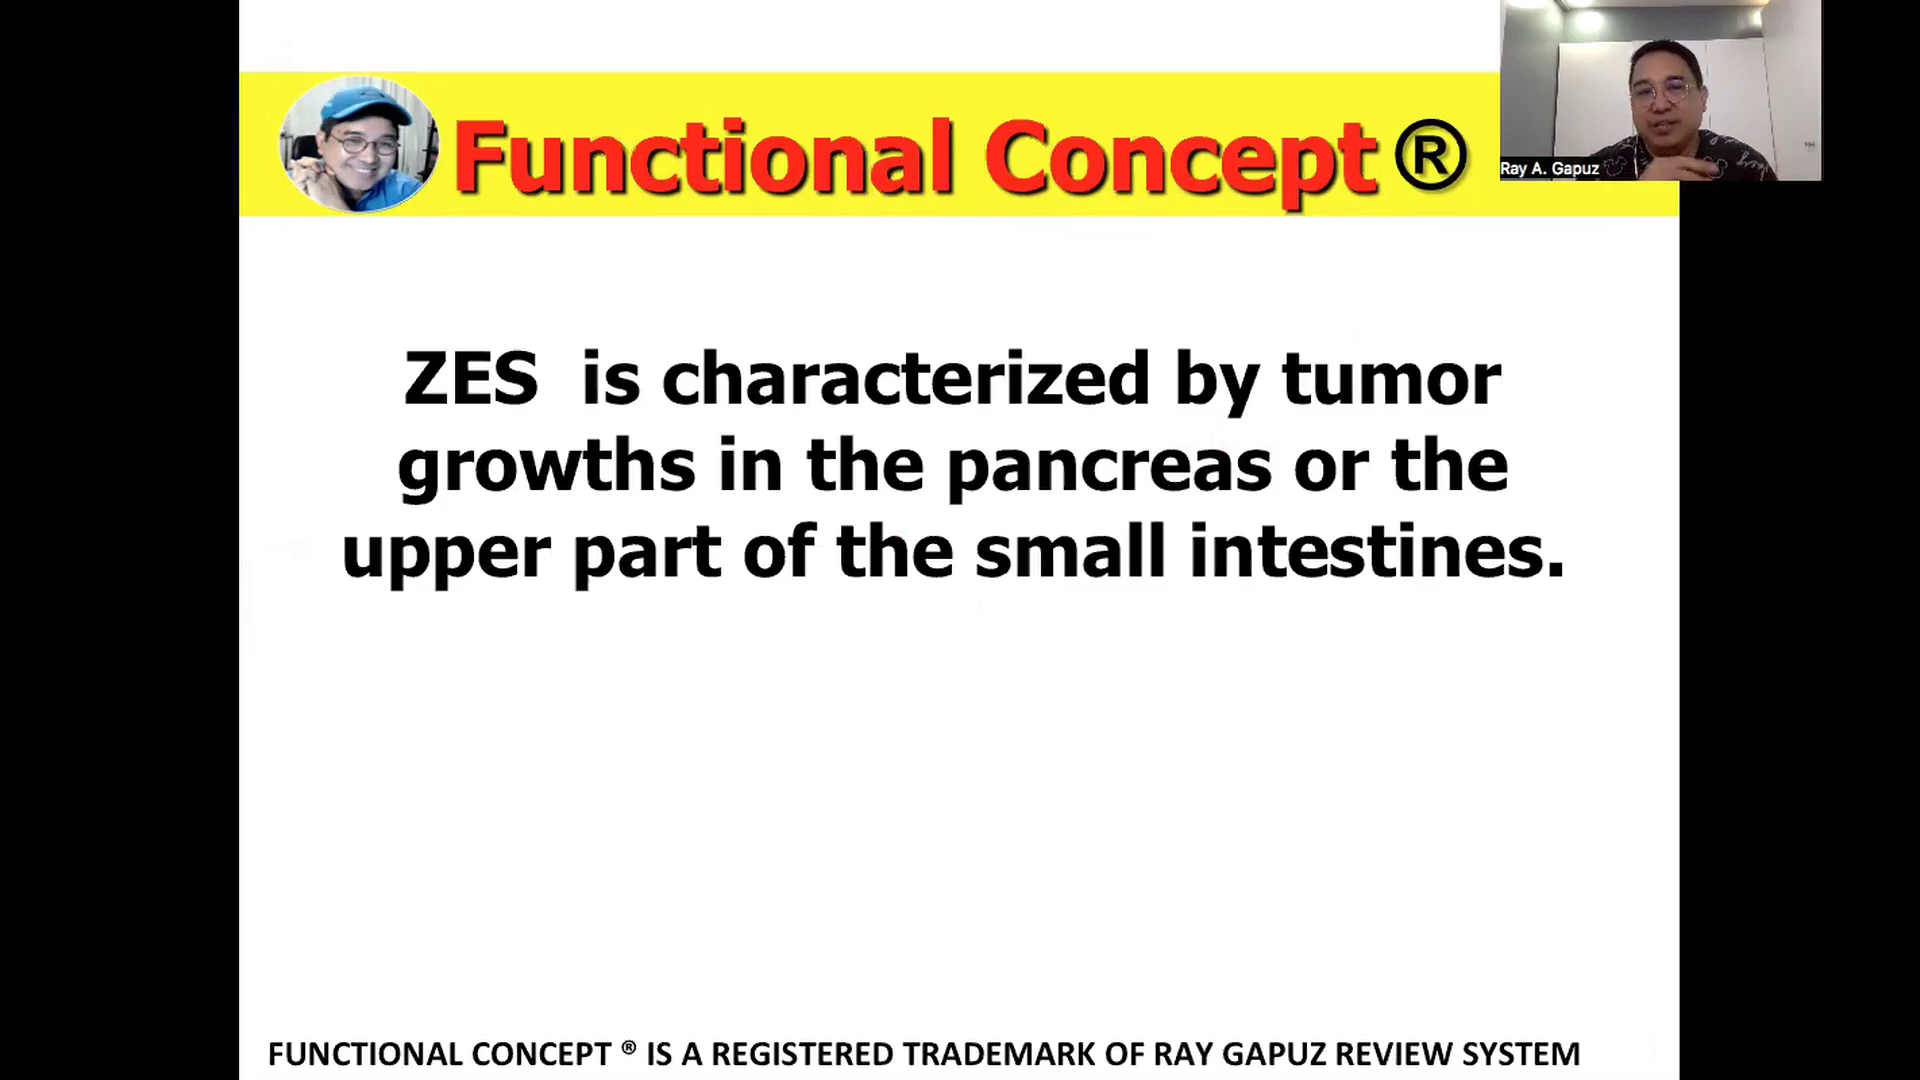 Functional Concept ®
Ray A. Gapuz
ZES is characterized by tumor
growths in the pancreas or the
upper part of the small intestines.
FUNCTIONAL CONCEPT ® IS A REGISTERED TRADEMARK OF RAY GAPUZ REVIEW SYSTEM